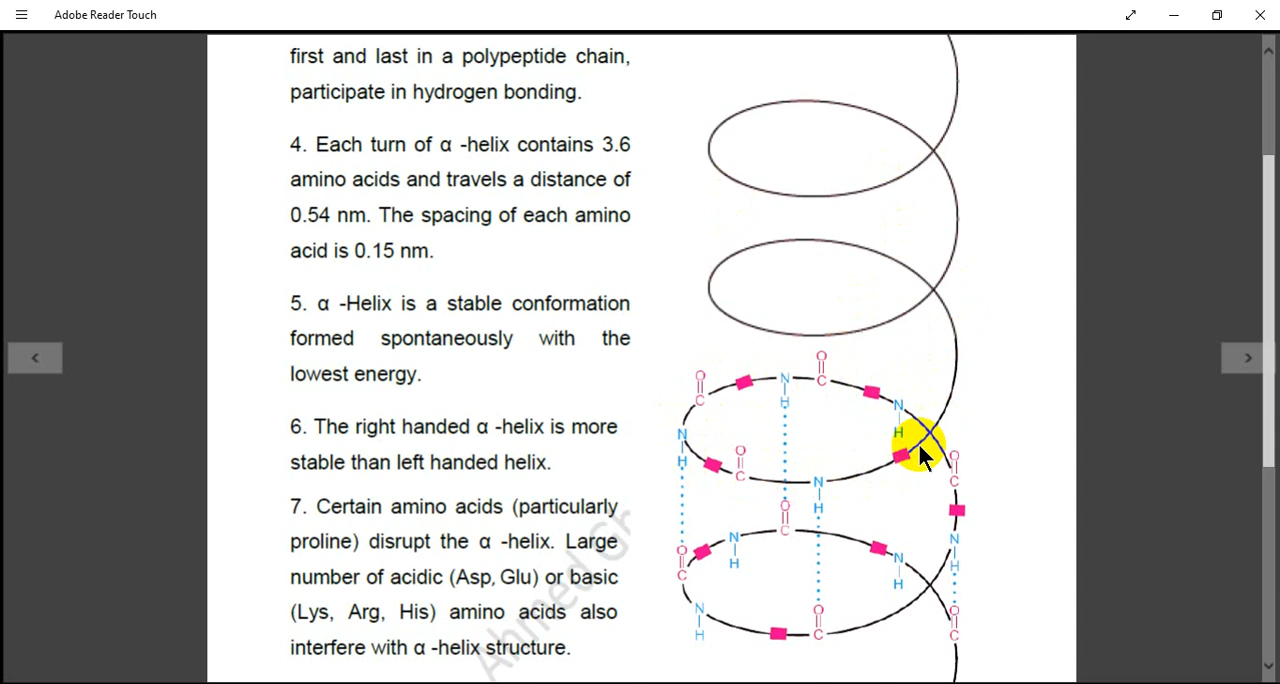 Adobe Reader Touch
first and last in a polypeptide chain,
participate in hydrogen bonding.
4. Each turn of α -helix contains 3.6
amino acids and travels a distance of
0.54 nm. The spacing of each amino
acid is 0.15 nm.
5. α -Helix is a stable conformation
formed spontaneously with the
lowest energy.
6. The right handed α -helix is more
stable than left handed helix.
7. Certain amino acids (particularly
proline) disrupt the α -helix. Large
number of acidic (Asp, Glu) or basic
(Lys, Arg, His) amino acids also
interfere with α -helix structure.
Ahmed
O
C
O
C
N
H
N
H
N
H
O
C
N
H
O
C
O
C
N
H
O
C
N
H
N
H
N
H
O
C
O
C